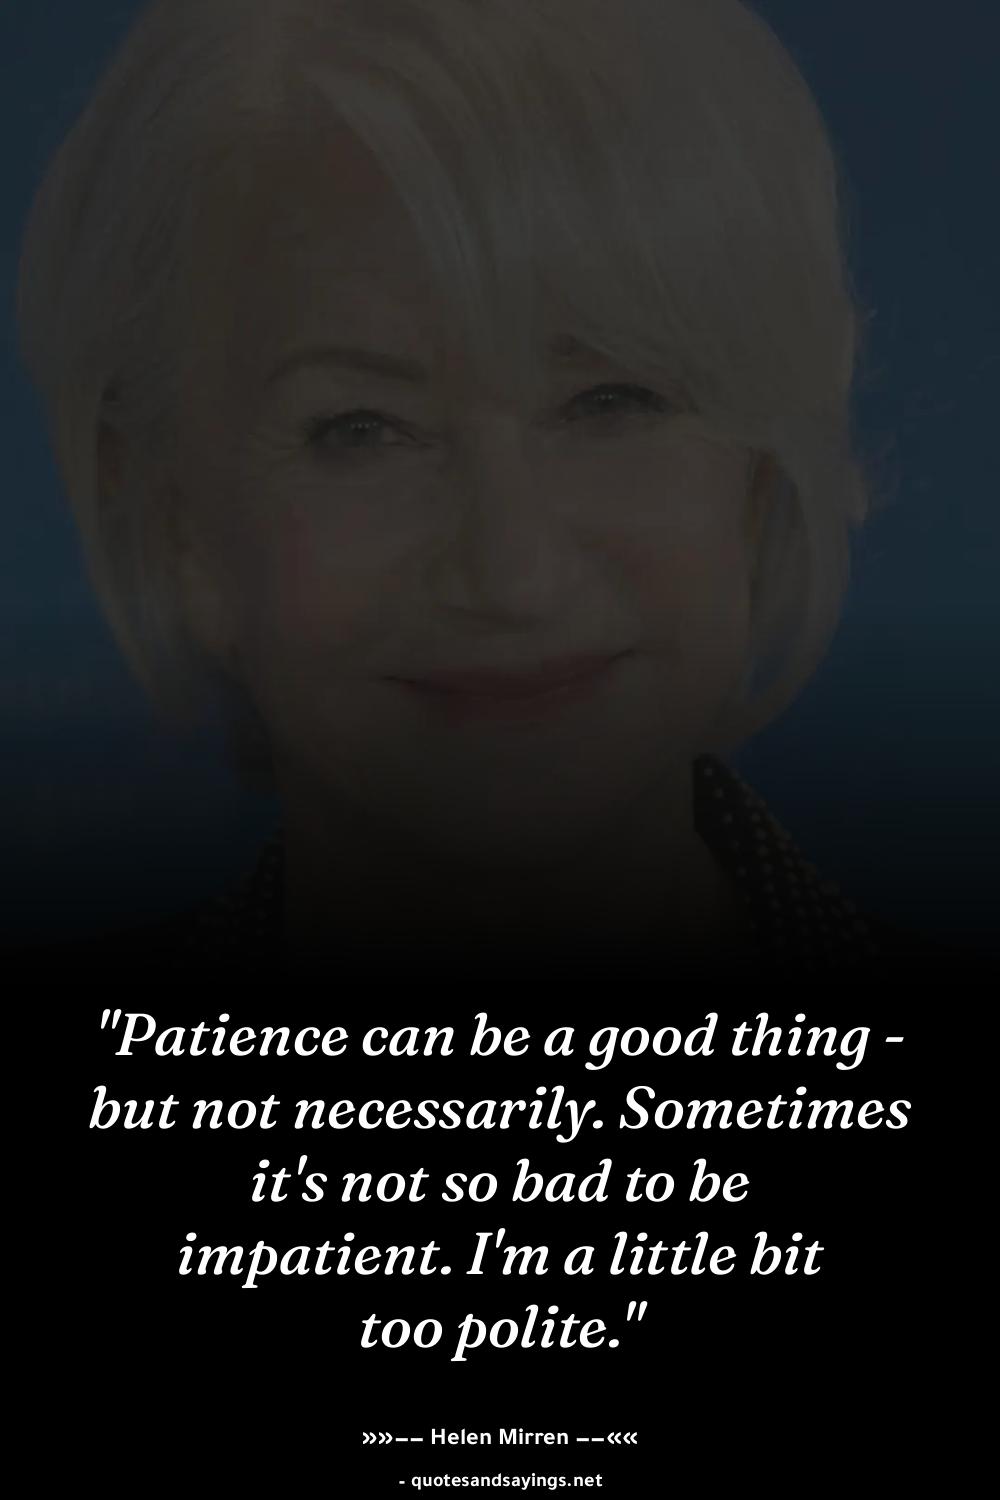 "Patience can be a good thing -
but not necessarily. Sometimes
it's not so bad to be
impatient. I'm a little bit
too polite."
»»−− Helen Mirren −−««
- quotesandsayings.net